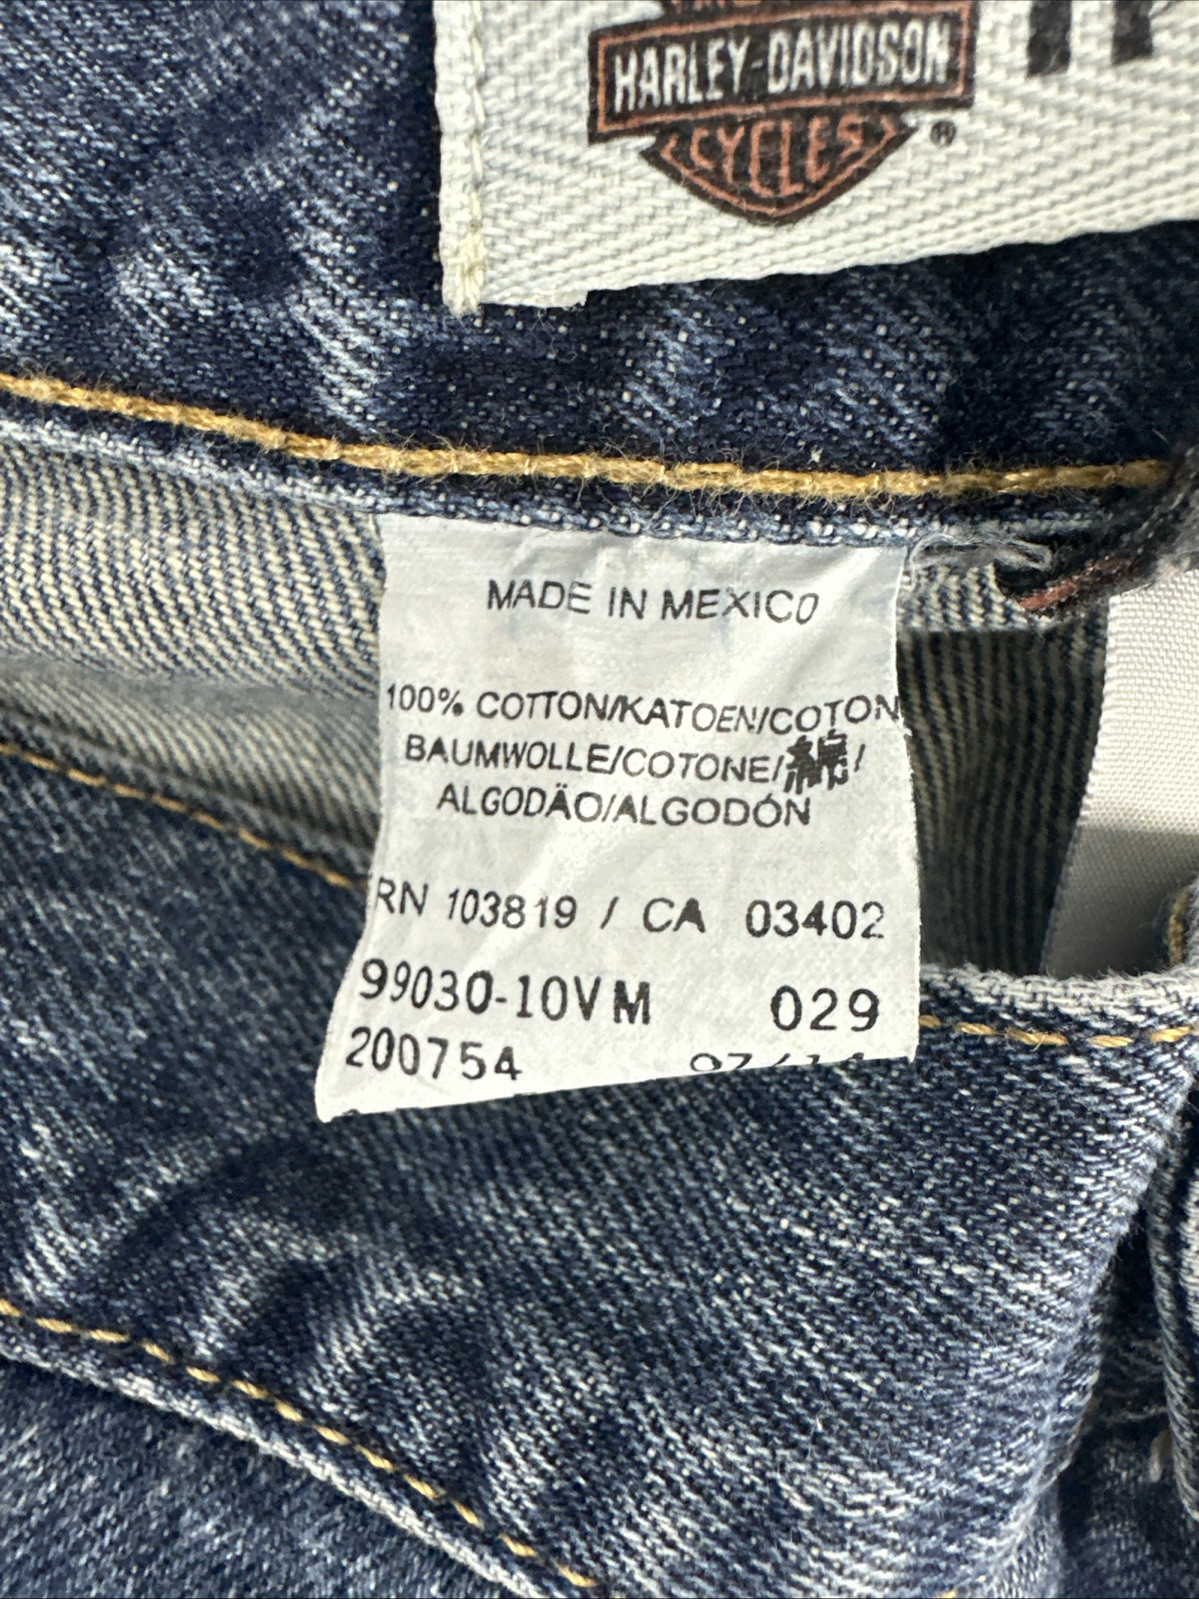 HARLEY-DAVIDSON
CYCLES®
MADE IN MEXICO
100% COTTON/KATOEN/COTON
BAUMWOLLE/COTONE/綿/
ALGODÃO/ALGODÓN
RN 103819 / CA 03402
99030-10VM 029
200754